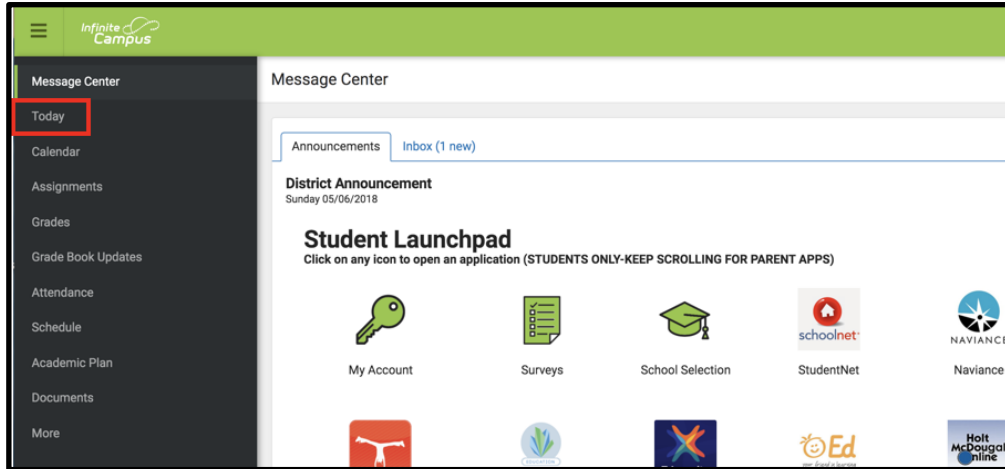 Infinite
Campus
Message Center
Today
Calendar
Assignments
Grades
Grade Book Updates
Attendance
Schedule
Academic Plan
Documents
More
Message Center
Announcements Inbox (1 new)
District Announcement
Sunday 05/06/2018
Student Launchpad
Click on any icon to open an application (STUDENTS ONLY-KEEP SCROLLING FOR PARENT APPS)
schoolnet
NAVIANCE
My Account Surveys School Selection StudentNet Naviance
EDUCATION
Ed
Holt
McDougal
Online